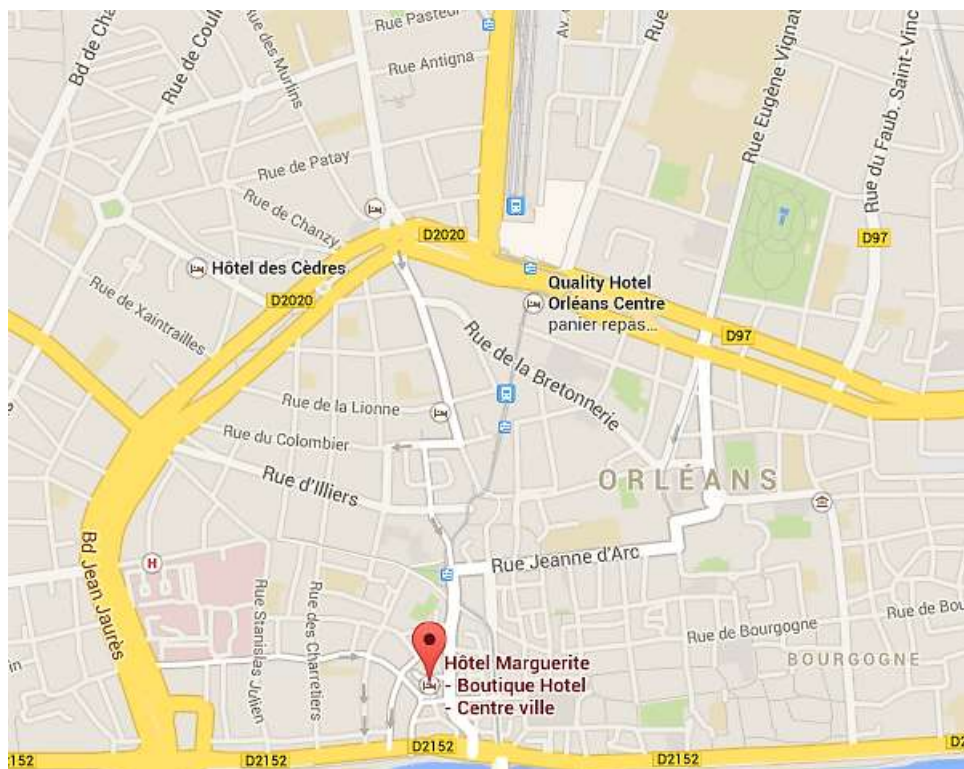 Rue Pasteur
Bd de Cha
Rue de Coul
Rue des Murlins
Rue Antigna
Av.
Rue
Rue Eugène Vignat
Rue du Faub. Saint-Vinc
Rue de Patay
Rue de Chanzy
D2020
D97
Hôtel des Cèdres
D2020
Quality Hotel
Orléans Centre
panier repas...
Rue de Xaintrailles
D97
Rue de la Bretonnerie
Rue de la Lionne
Rue du Colombier
Rue d'Illiers
ORLÉANS
Bd Jean Jaurès
H
Rue Jeanne d'Arc
Rue Stanislas Julien
Rue des Charretiers
Rue de Bourgogne
Rue de Bou
BOURGOGNE
Hôtel Marguerite
- Boutique Hotel
- Centre ville
D2152
D2152
D2152
D2152